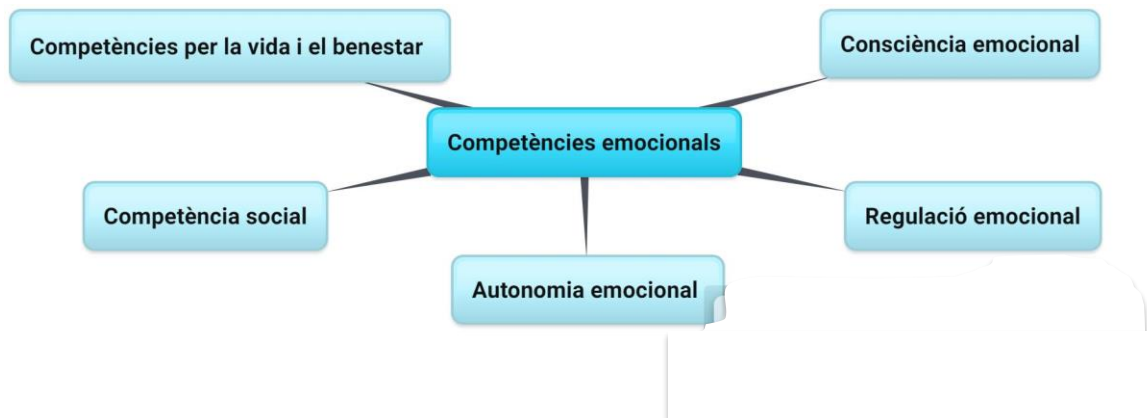 Competències per la vida i el benestar
Consciència emocional
Competències emocionals
Competència social
Regulació emocional
Autonomia emocional